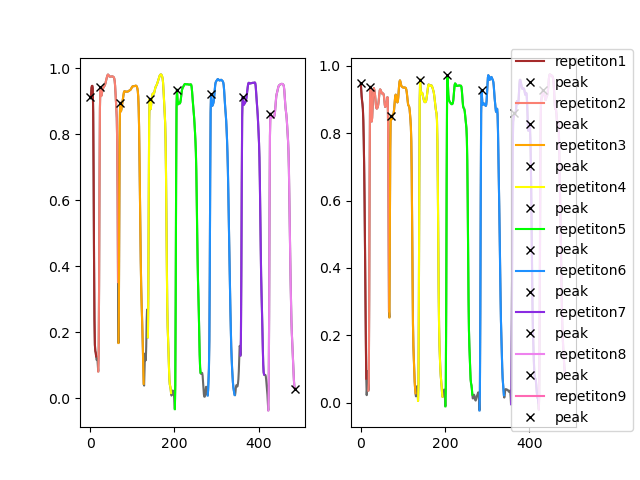 1.0
0.8
0.6
0.4
0.2
0.0
0
200
400
1.0
0.8
0.6
0.4
0.2
0.0
0
200
400
repetiton1
peak
repetiton2
peak
repetiton3
peak
repetiton4
peak
repetiton5
peak
repetiton6
peak
repetiton7
peak
repetiton8
peak
repetiton9
peak